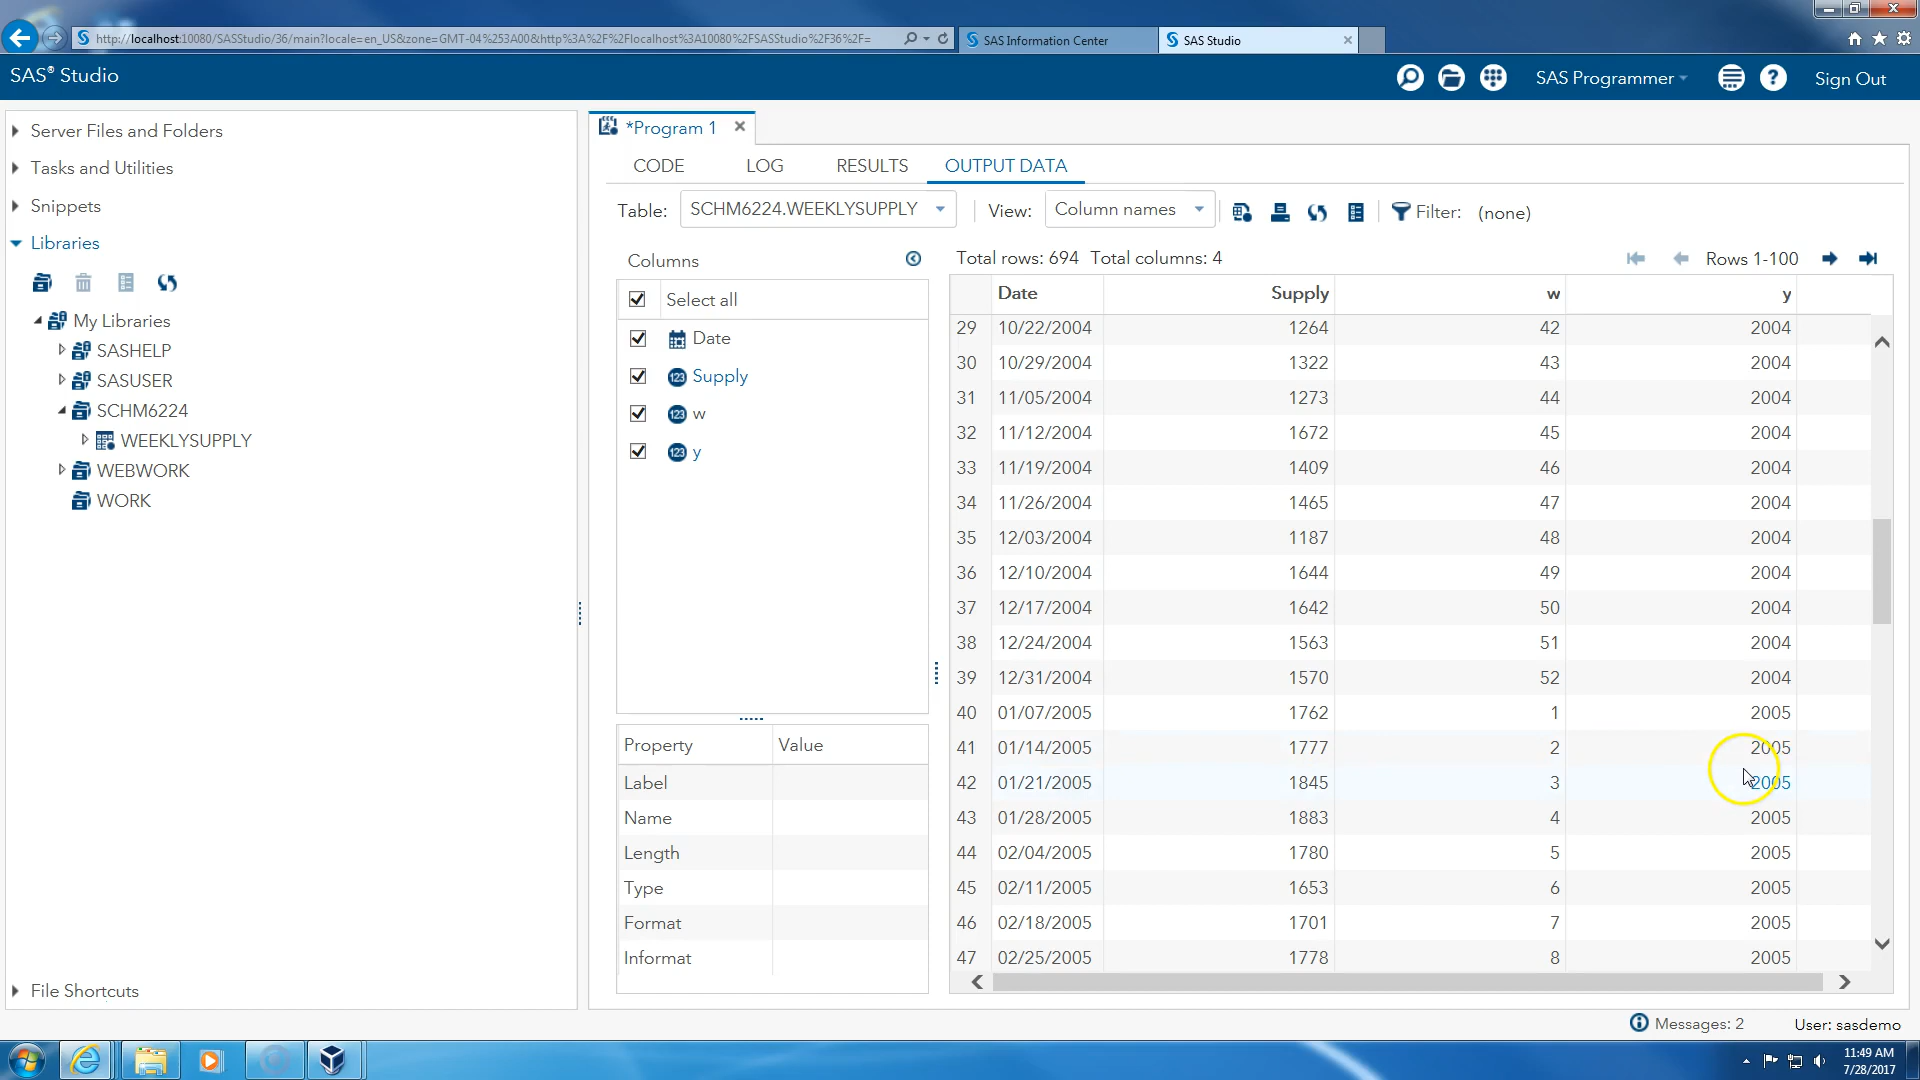 http://localhost:10080/SASStudio/36/main?locale=en_US&zone=GMT-04%253A00&http%3A%2F%2Flocalhost%3A10080%2FSASStudio%2F36%2F=
SAS Information Center
SAS Studio
SAS® Studio
SAS Programmer
Sign Out
Server Files and Folders
Tasks and Utilities
Snippets
Libraries
My Libraries
SASHELP
SASUSER
SCHM6224
WEEKLYSUPPLY
WEBWORK
WORK
File Shortcuts
*Program 1
CODE LOG RESULTS OUTPUT DATA
Table: SCHM6224.WEEKLYSUPPLY View: Column names Filter: (none)
Columns
Select all
Date
Supply
w
y
Property Value
Label
Name
Length
Type
Format
Informat
Total rows: 694 Total columns: 4 Rows 1-100
Date Supply w y
29 10/22/2004 1264 42 2004
30 10/29/2004 1322 43 2004
31 11/05/2004 1273 44 2004
32 11/12/2004 1672 45 2004
33 11/19/2004 1409 46 2004
34 11/26/2004 1465 47 2004
35 12/03/2004 1187 48 2004
36 12/10/2004 1644 49 2004
37 12/17/2004 1642 50 2004
38 12/24/2004 1563 51 2004
39 12/31/2004 1570 52 2004
40 01/07/2005 1762 1 2005
41 01/14/2005 1777 2 2005
42 01/21/2005 1845 3 2005
43 01/28/2005 1883 4 2005
44 02/04/2005 1780 5 2005
45 02/11/2005 1653 6 2005
46 02/18/2005 1701 7 2005
47 02/25/2005 1778 8 2005
Messages: 2 User: sasdemo
11:49 AM
7/28/2017